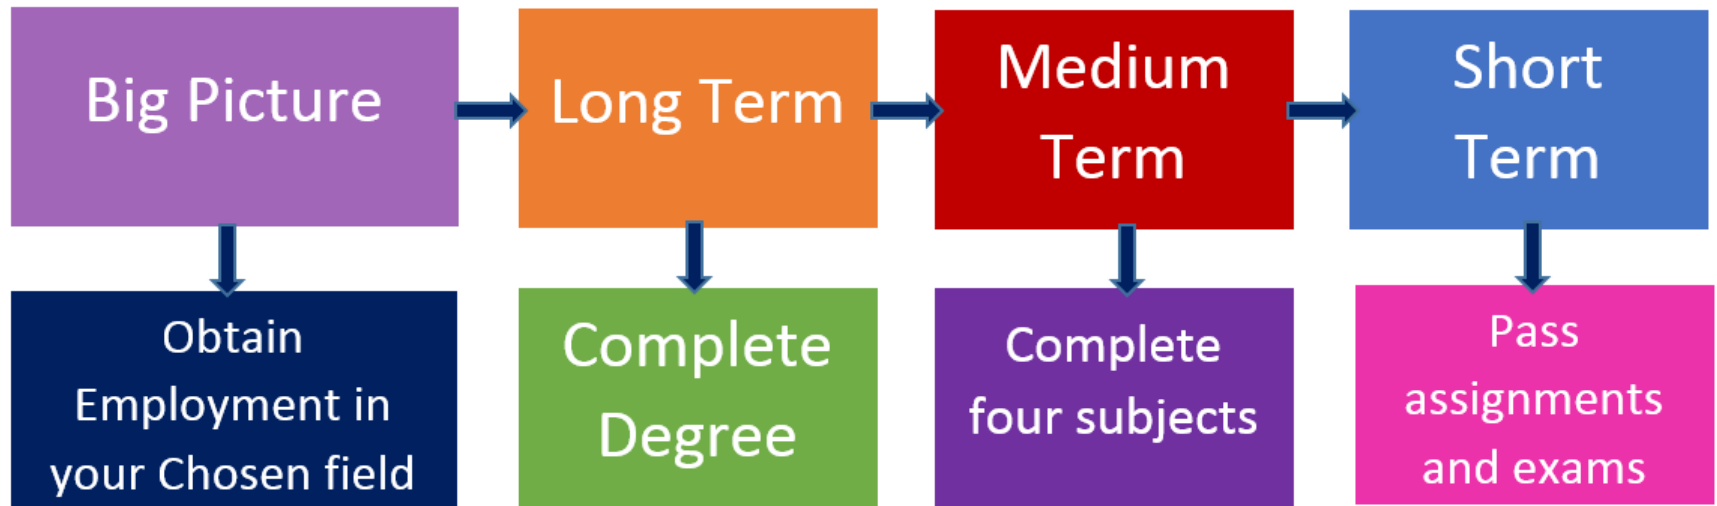 Big Picture
Long Term
Medium
Term
Short
Term
Obtain
Employment in
your Chosen field
Complete
Degree
Complete
four subjects
Pass
assignments
and exams